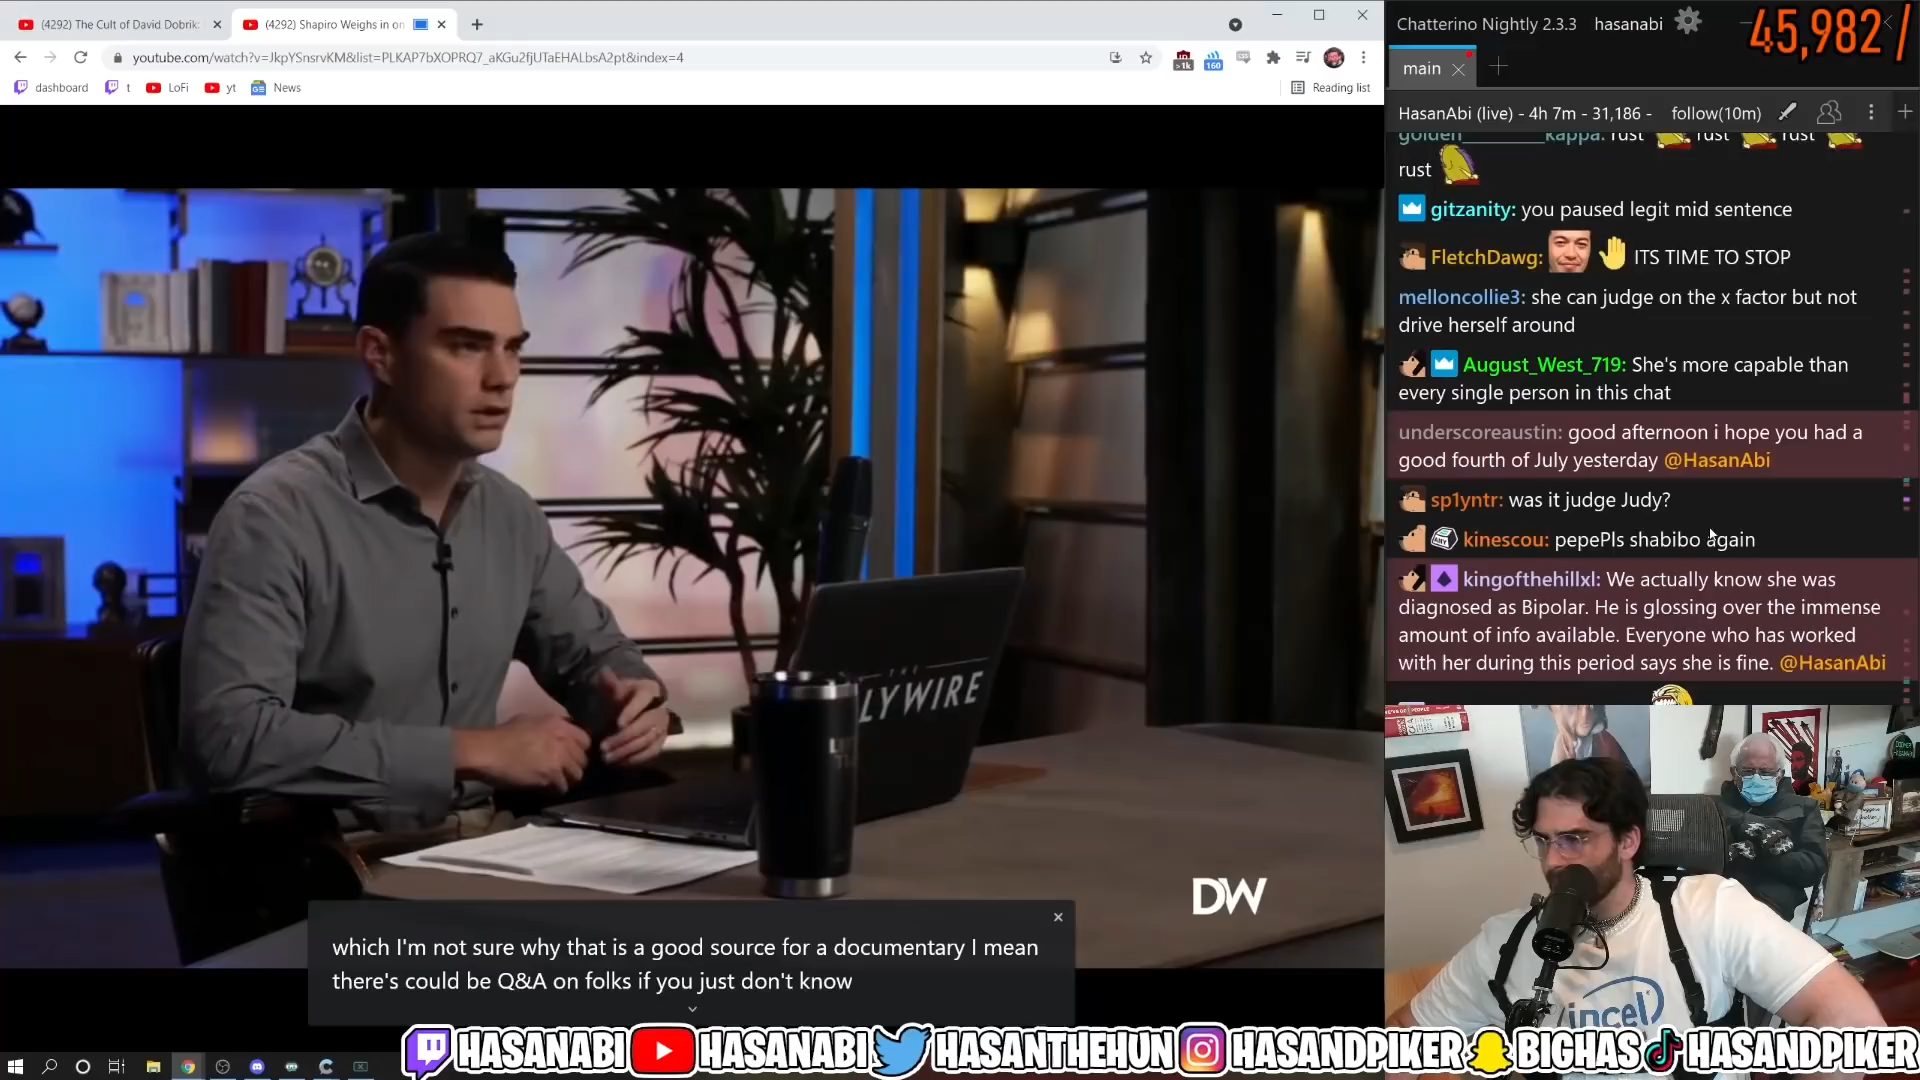 (4292) The Cult of David Dobrik:
(4292) Shapiro Weighs in on
youtube.com/watch?v=JkpYSnsrvKM&list=PLKAP7bXOPRQ7_aKGu2fjUTaEHALbsA2pt&index=4
>1k
160
dashboard
t
LoFi
yt
News
Reading list
LYWIRE
DW
which I'm not sure why that is a good source for a documentary I mean
there's could be Q&A on folks if you just don't know
Chatterino Nightly 2.3.3
hasanabi
45,982 /
main
HasanAbi (live) - 4h 7m - 31,186 -
follow(10m)
golden__________kappa: rust rust rust
rust
gitzanity: you paused legit mid sentence
FletchDawg: ITS TIME TO STOP
melloncollie3: she can judge on the x factor but not
drive herself around
August_West_719: She's more capable than
every single person in this chat
underscoreaustin: good afternoon i hope you had a
good fourth of July yesterday @HasanAbi
sp1yntr: was it judge Judy?
kinescou: pepePls shabibo again
kingofthehillxl: We actually know she was
diagnosed as Bipolar. He is glossing over the immense
amount of info available. Everyone who has worked
with her during this period says she is fine. @HasanAbi
incel
HASANABI
HASANABI
HASANTHEHUN
HASANDPIKER
BIGHAS
HASANDPIKER